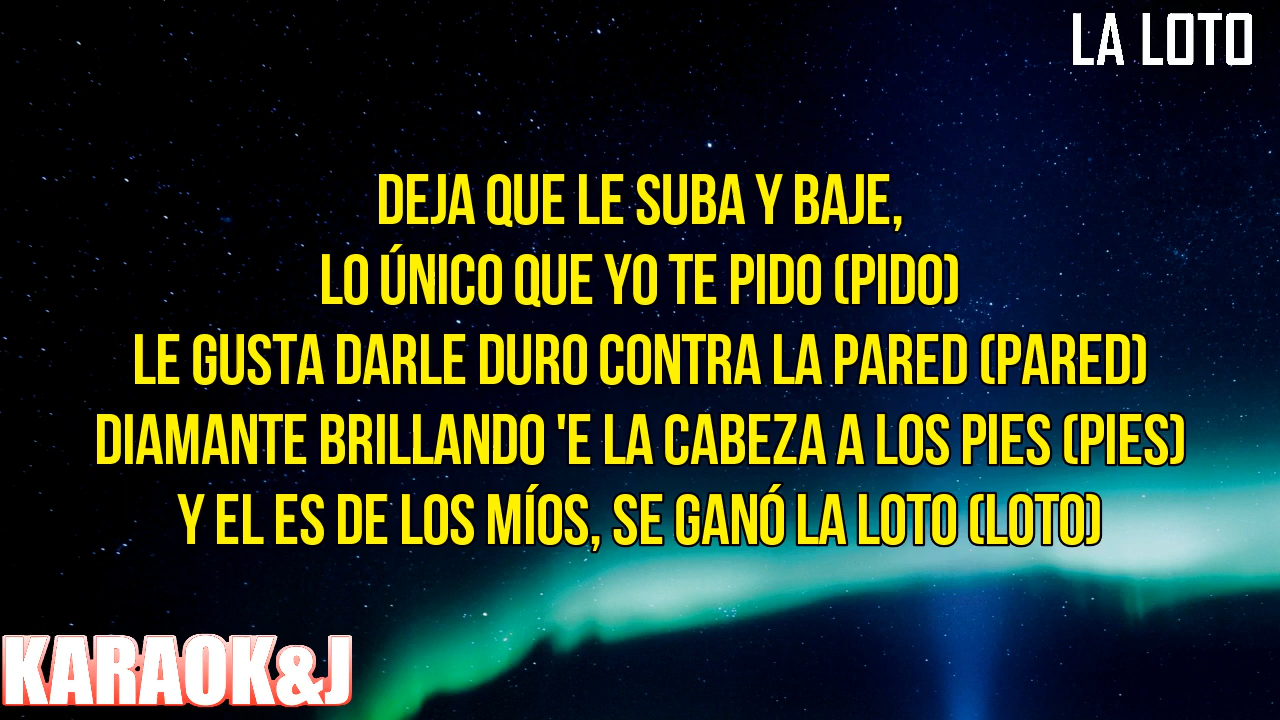 LA LOTO
DEJA QUE LE SUBA Y BAJE,
LO ÚNICO QUE YO TE PIDO (PIDO)
LE GUSTA DARLE DURO CONTRA LA PARED (PARED)
DIAMANTE BRILLANDO 'E LA CABEZA A LOS PIES (PIES)
Y EL ES DE LOS MÍOS, SE GANÓ LA LOTO (LOTO)
KARAOK&J